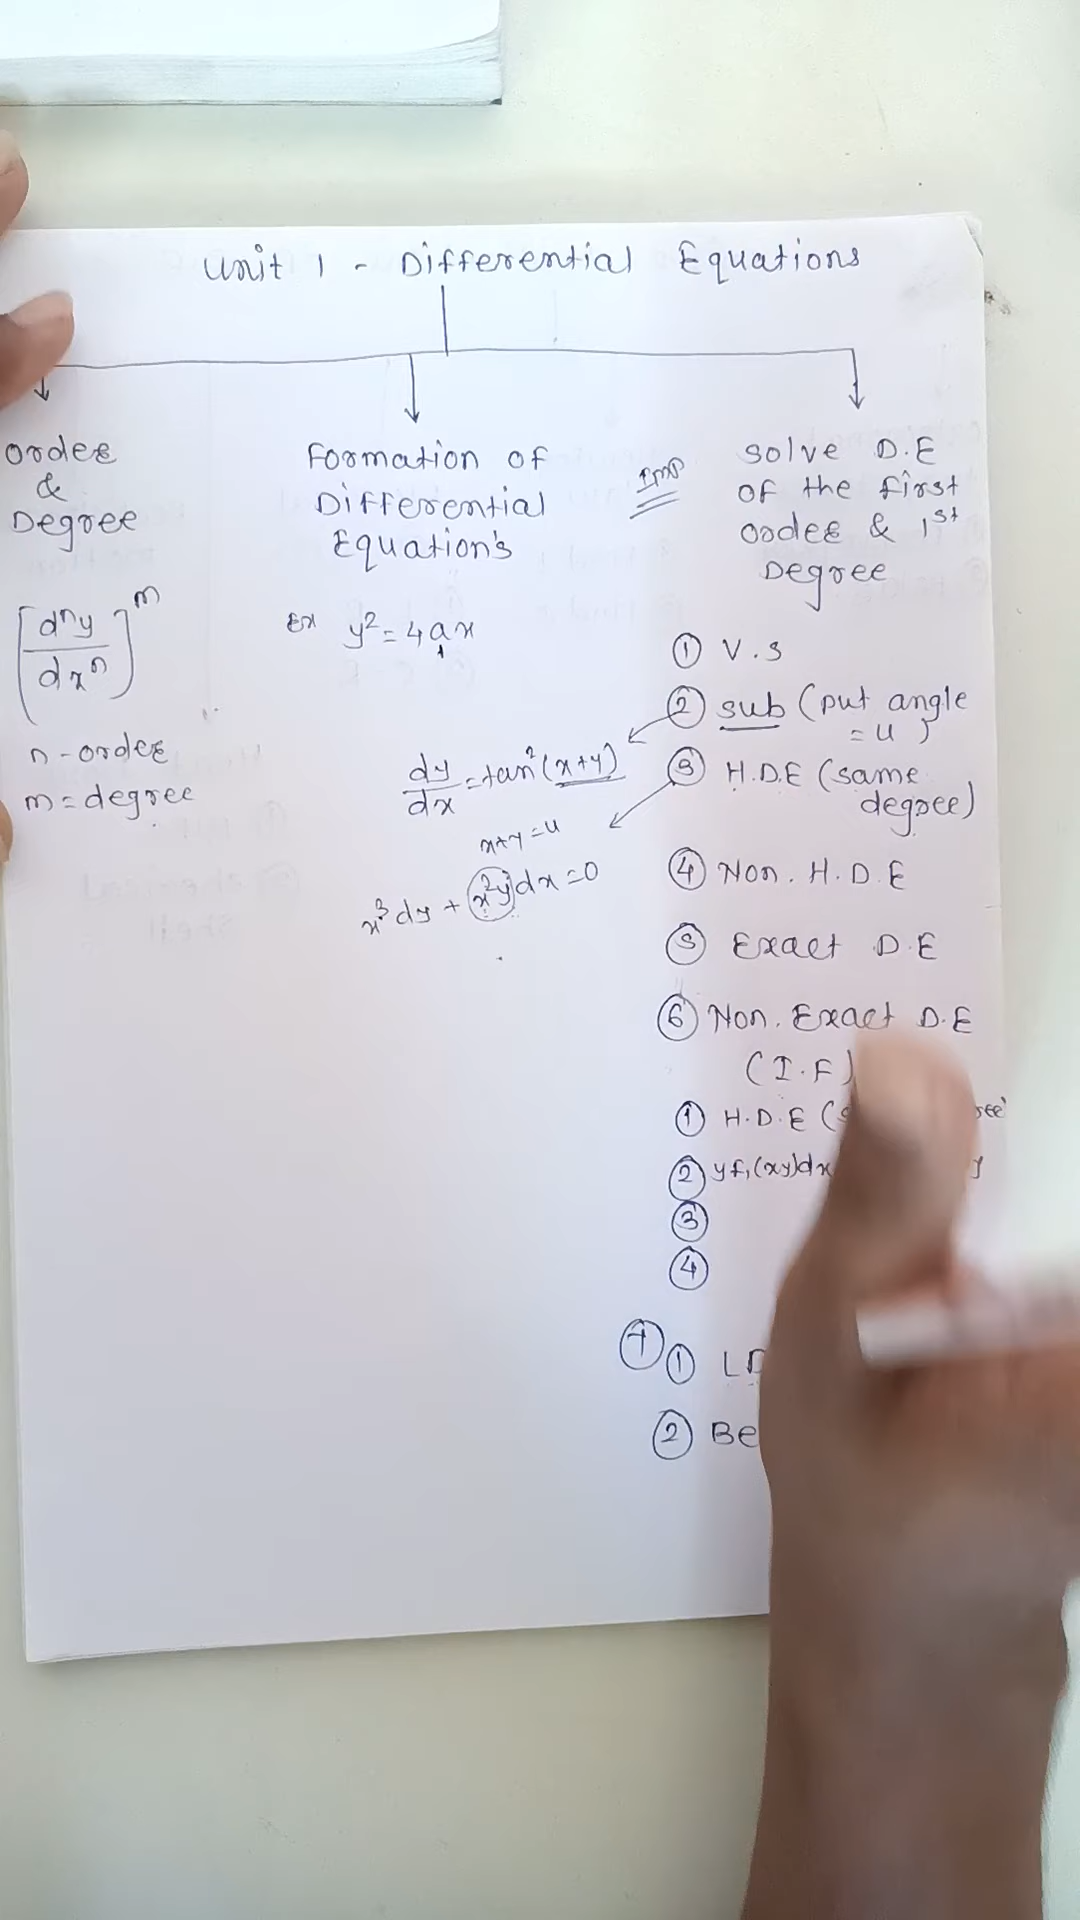 Unit 1 - Differential Equations
Order
&
Degree
[dⁿy/dxⁿ]ᵐ
n - order
m = degree
Formation of
Differential
Equation's
Ex y² = 4ax
IMP
Solve D.E
of the first
order & 1st
Degree
① V.S
② sub (put angle
= u)
dy/dx = tan²(x+y)
x+y = u
③ H.D.E (same
degree)
x³dy + x²y dx = 0
④ Non. H.D.E
⑤ Exact D.E
⑥ Non. Exact D.E
(I.F)
① H.D.E (
② yf₁(xy)dx
③
④
⑦ ① LD
② Be